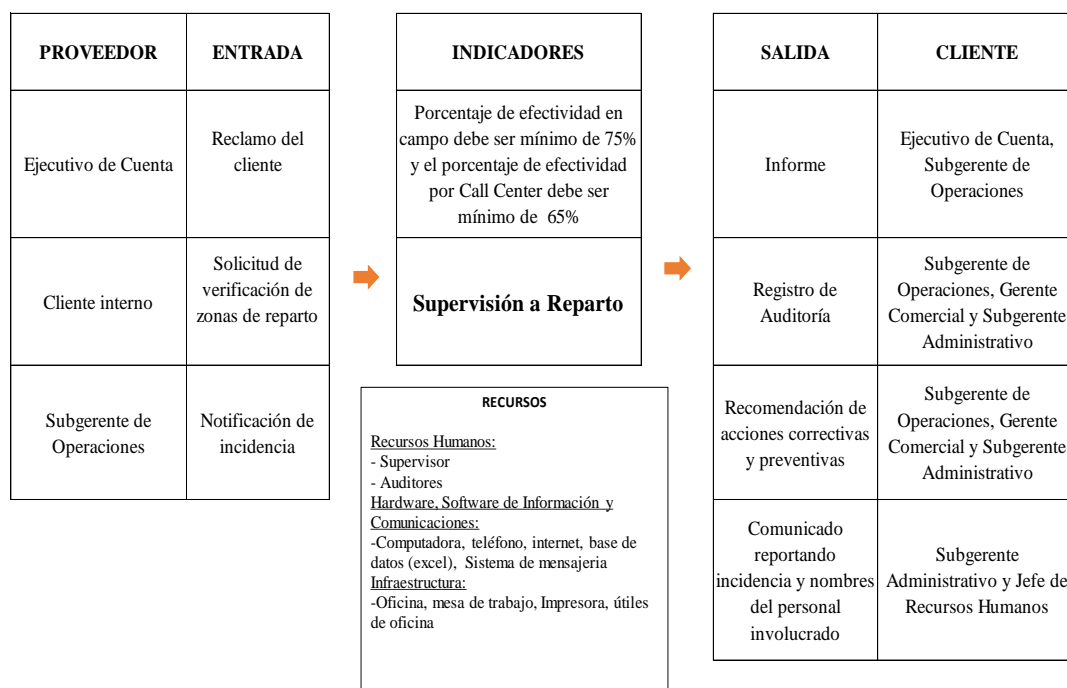 PROVEEDOR
ENTRADA
Ejecutivo de Cuenta
Reclamo del
cliente
Cliente interno
Solicitud de
verificación de
zonas de reparto
Subgerente de
Operaciones
Notificación de
incidencia
INDICADORES
Porcentaje de efectividad en
campo debe ser mínimo de 75%
y el porcentaje de efectividad
por Call Center debe ser
mínimo de 65%
Supervisión a Reparto
RECURSOS
Recursos Humanos:
- Supervisor
- Auditores
Hardware, Software de Información y
Comunicaciones:
-Computadora, teléfono, internet, base de
datos (excel), Sistema de mensajeria
Infraestructura:
-Oficina, mesa de trabajo, Impresora, útiles
de oficina
SALIDA
CLIENTE
Informe
Ejecutivo de Cuenta,
Subgerente de
Operaciones
Registro de
Auditoría
Subgerente de
Operaciones, Gerente
Comercial y Subgerente
Administrativo
Recomendación de
acciones correctivas
y preventivas
Subgerente de
Operaciones, Gerente
Comercial y Subgerente
Administrativo
Comunicado
reportando
incidencia y nombres
del personal
involucrado
Subgerente
Administrativo y Jefe de
Recursos Humanos